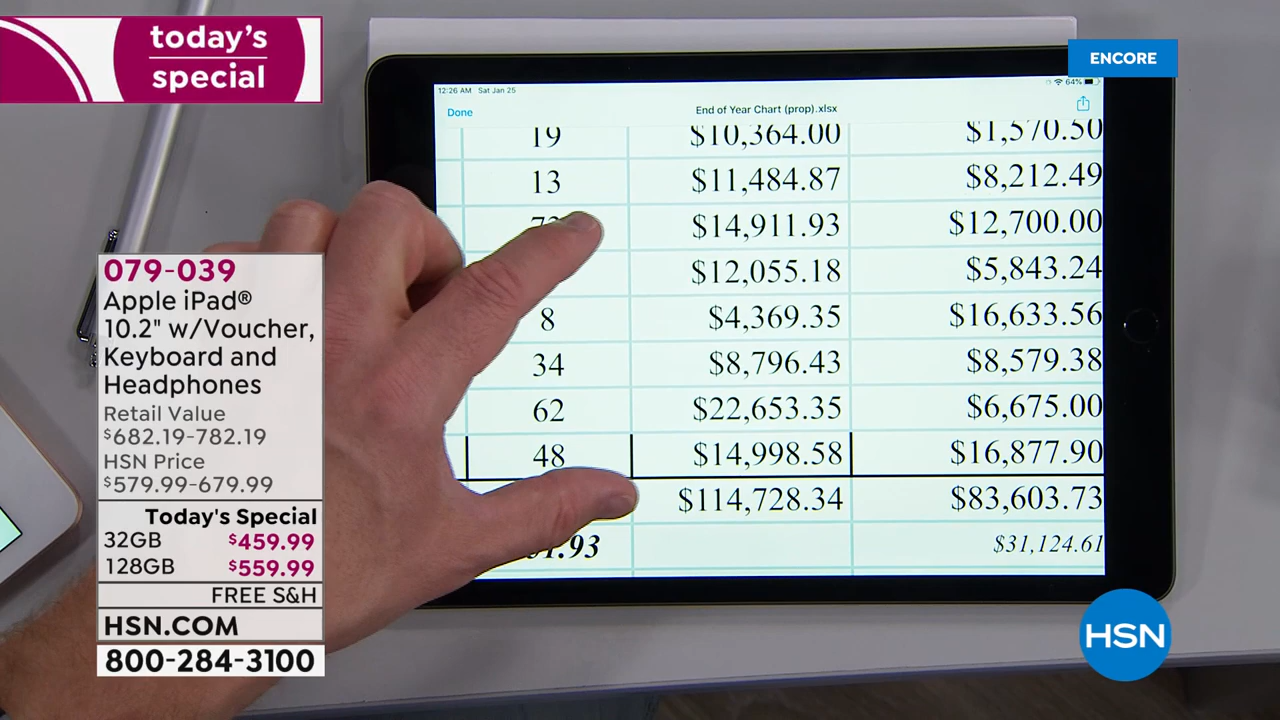 today's
special
ENCORE
12:26 AM Sat Jan 25
64%
Done
End of Year Chart (prop).xlsx
19 $10,364.00 $1,570.50
13 $11,484.87 $8,212.49
$14,911.93 $12,700.00
$12,055.18 $5,843.24
8 $4,369.35 $16,633.56
34 $8,796.43 $8,579.38
62 $22,653.35 $6,675.00
48 $14,998.58 $16,877.90
$114,728.34 $83,603.73
$31,124.61
079-039
Apple iPad®
10.2" w/Voucher,
Keyboard and
Headphones
Retail Value
$682.19-782.19
HSN Price
$579.99-679.99
Today's Special
32GB $459.99
128GB $559.99
FREE S&H
HSN.COM
800-284-3100
HSN